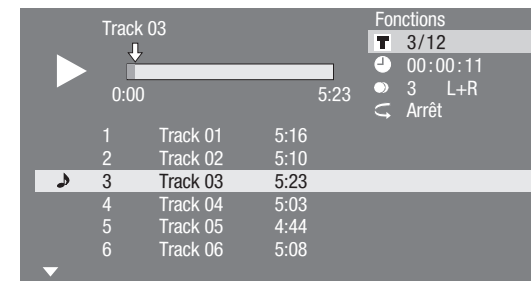 Track 03
0:00 5:23
Fonctions
T 3/12
00:00:11
3 L+R
Arrêt
1 Track 01 5:16
2 Track 02 5:10
3 Track 03 5:23
4 Track 04 5:03
5 Track 05 4:44
6 Track 06 5:08